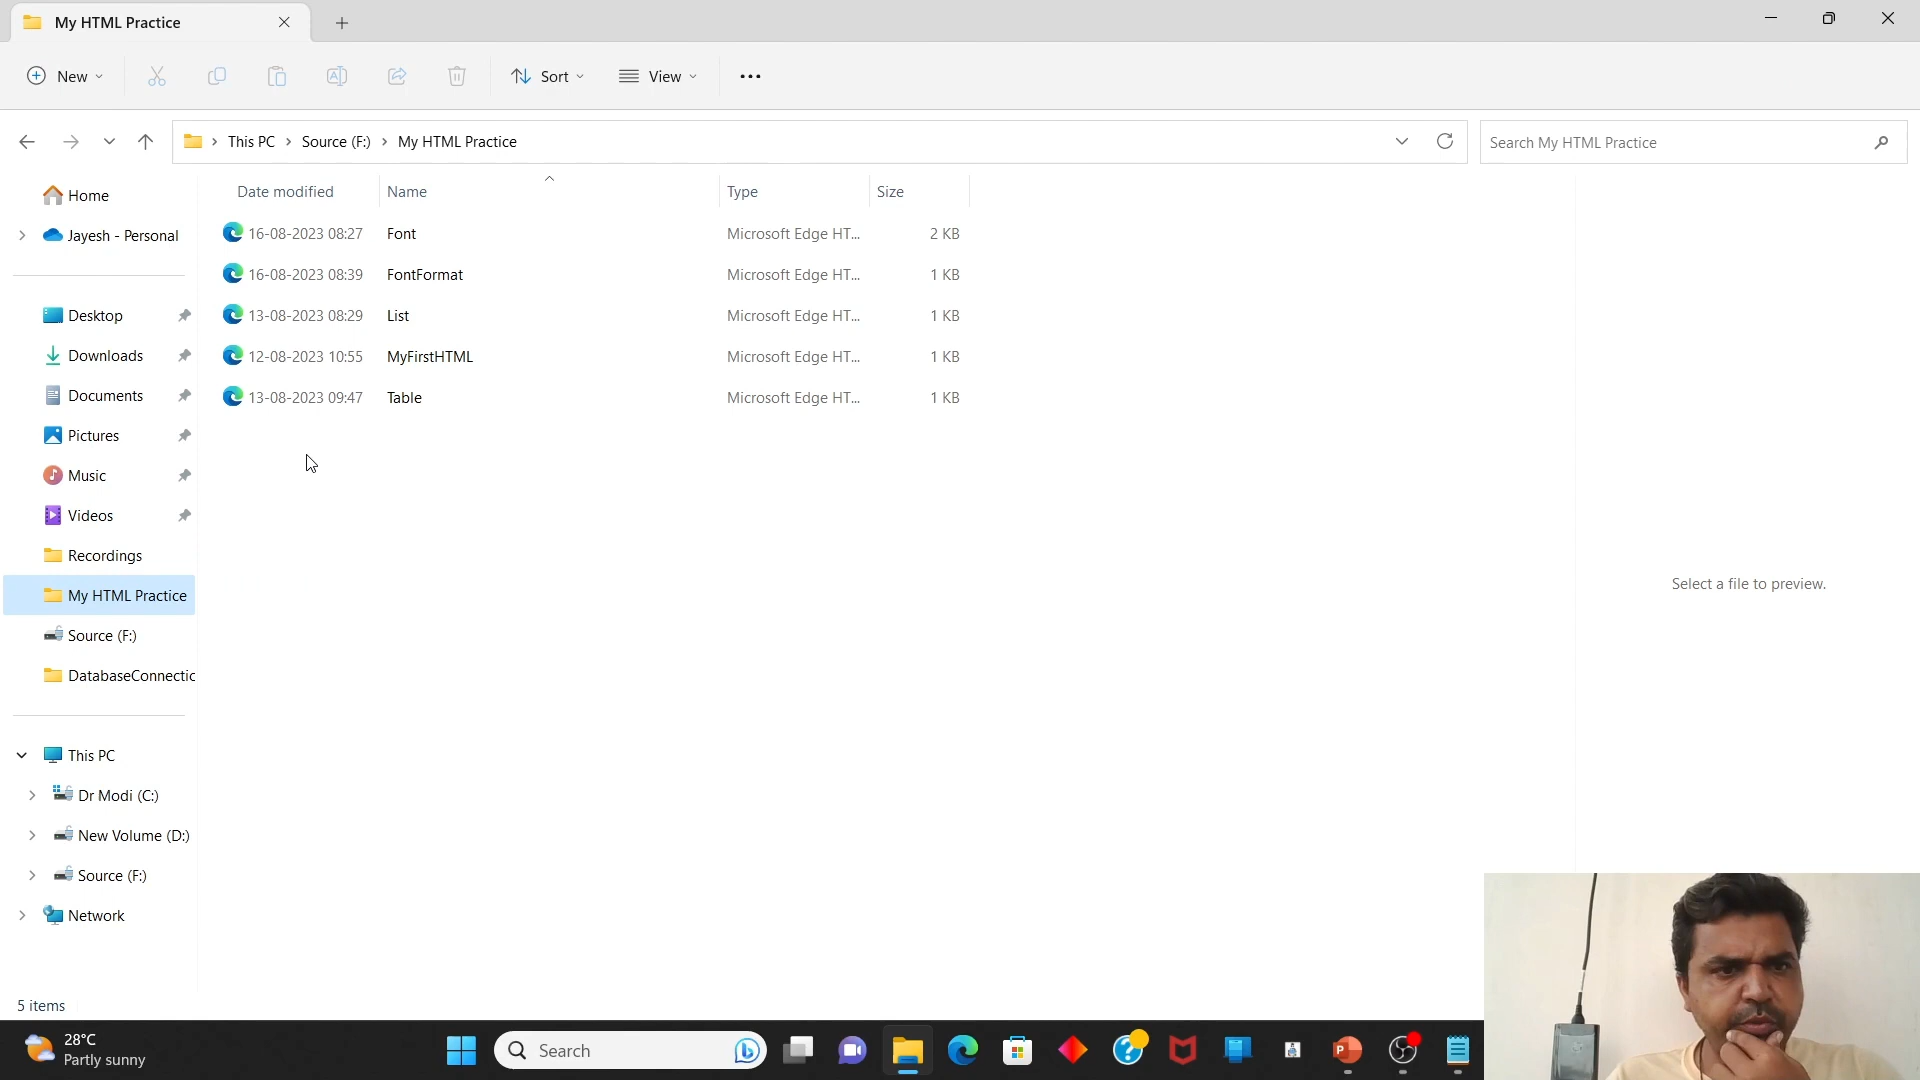 My HTML Practice
New
Sort
View
This PC
Source (F:)
My HTML Practice
Search My HTML Practice
Date modified Name Type Size
16-08-2023 08:27 Font Microsoft Edge HT... 2 KB
16-08-2023 08:39 FontFormat Microsoft Edge HT... 1 KB
13-08-2023 08:29 List Microsoft Edge HT... 1 KB
12-08-2023 10:55 MyFirstHTML Microsoft Edge HT... 1 KB
13-08-2023 09:47 Table Microsoft Edge HT... 1 KB
Home
Jayesh - Personal
Desktop
Downloads
Documents
Pictures
Music
Videos
Recordings
My HTML Practice
Source (F:)
DatabaseConnectic
This PC
Dr Modi (C:)
New Volume (D:)
Source (F:)
Network
Select a file to preview.
5 items
28°C
Partly sunny
Search